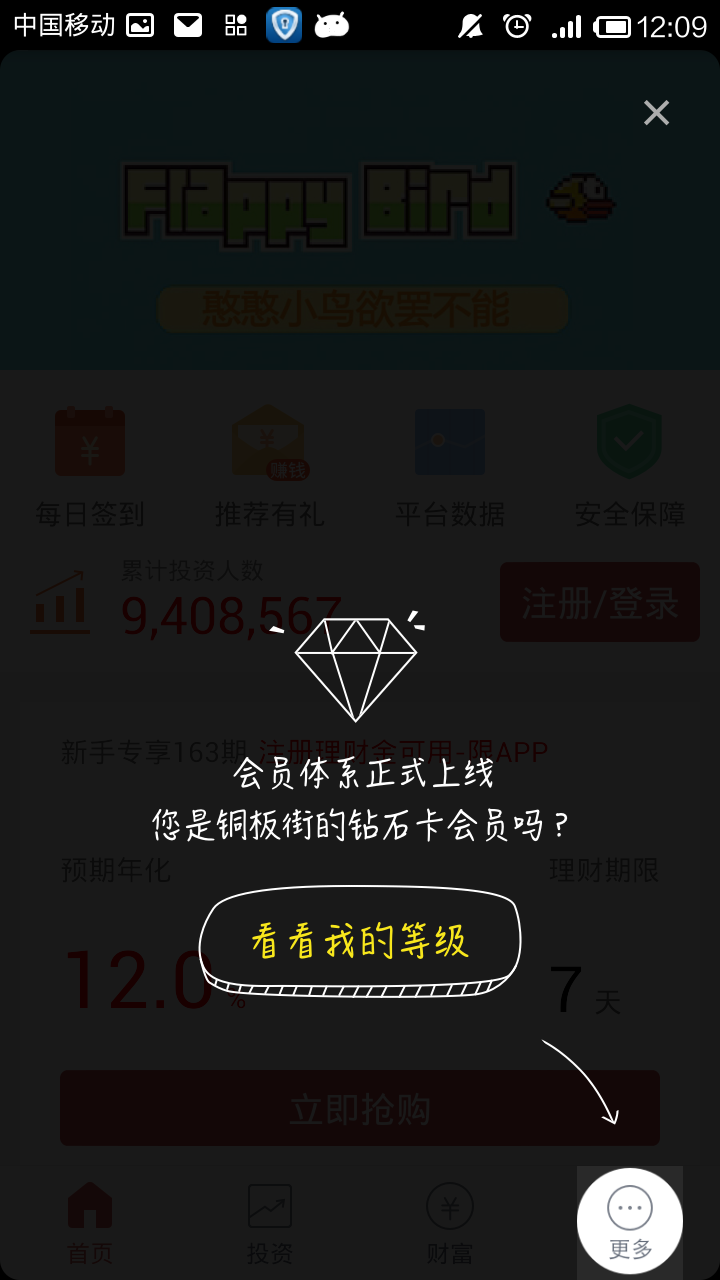 中国移动 12:09
Flappy Bird
憨憨小鸟欲罢不能
¥ ¥ 赚钱
每日签到 推荐有礼 平台数据 安全保障
累计投资人数
9,408,567
注册/登录
新手专享163期 注册理财金可用-限APP
会员体系正式上线
您是铜板街的钻石卡会员吗？
预期年化 理财期限
看看我的等级
12.0% 7天
立即抢购
¥
首页 投资 财富 更多